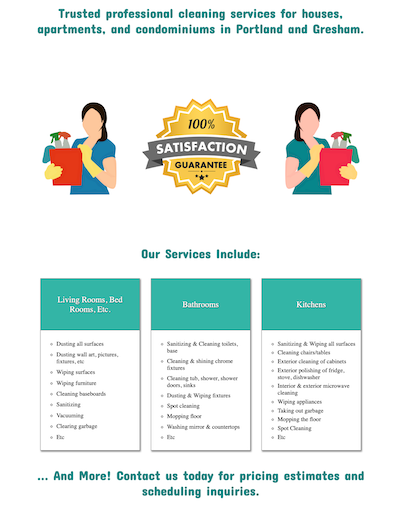 Trusted professional cleaning services for houses,
apartments, and condominiums in Portland and Gresham.
100%
SATISFACTION
GUARANTEE
Our Services Include:
Living Rooms, Bed
Rooms, Etc.
Dusting all surfaces
Dusting wall art, pictures,
fixtures, etc
Wiping surfaces
Wiping furniture
Cleaning baseboards
Sanitizing
Vacuuming
Clearing garbage
Etc
Bathrooms
Sanitizing & Cleaning toilets,
base
Cleaning & shining chrome
fixtures
Cleaning tub, shower, shower
doors, sinks
Dusting & Wiping fixtures
Spot cleaning
Mopping floor
Washing mirror & countertops
Etc
Kitchens
Sanitizing & Wiping all surfaces
Cleaning chairs/tables
Exterior cleaning of cabinets
Exterior polishing of fridge,
stove, dishwasher
Interior & exterior microwave
cleaning
Wiping appliances
Taking out garbage
Mopping the floor
Spot Cleaning
Etc
... And More! Contact us today for pricing estimates and
scheduling inquiries.